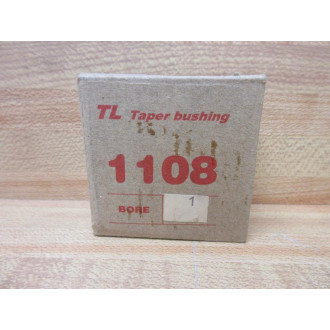 TL Taper bushing
1108
BORE 1